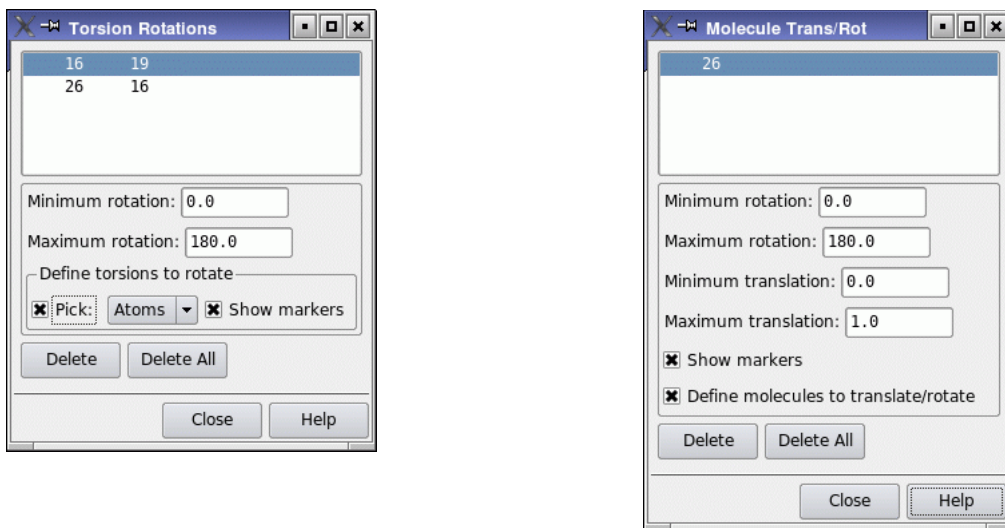 Torsion Rotations
16 19
26 16
Minimum rotation: 0.0
Maximum rotation: 180.0
Define torsions to rotate
Pick: Atoms Show markers
Delete Delete All
Close Help
Molecule Trans/Rot
26
Minimum rotation: 0.0
Maximum rotation: 180.0
Minimum translation: 0.0
Maximum translation: 1.0
Show markers
Define molecules to translate/rotate
Delete Delete All
Close Help